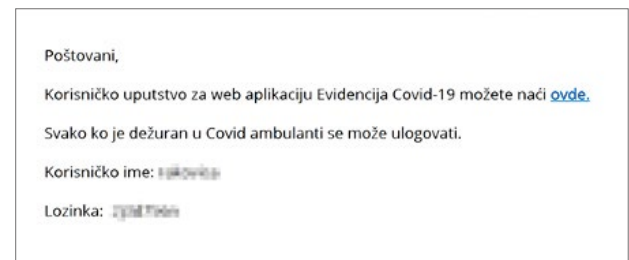 Poštovani,
Korisničko uputstvo za web aplikaciju Evidencija Covid-19 možete naći ovde.
Svako ko je dežuran u Covid ambulanti se može ulogovati.
Korisničko ime:
Lozinka: